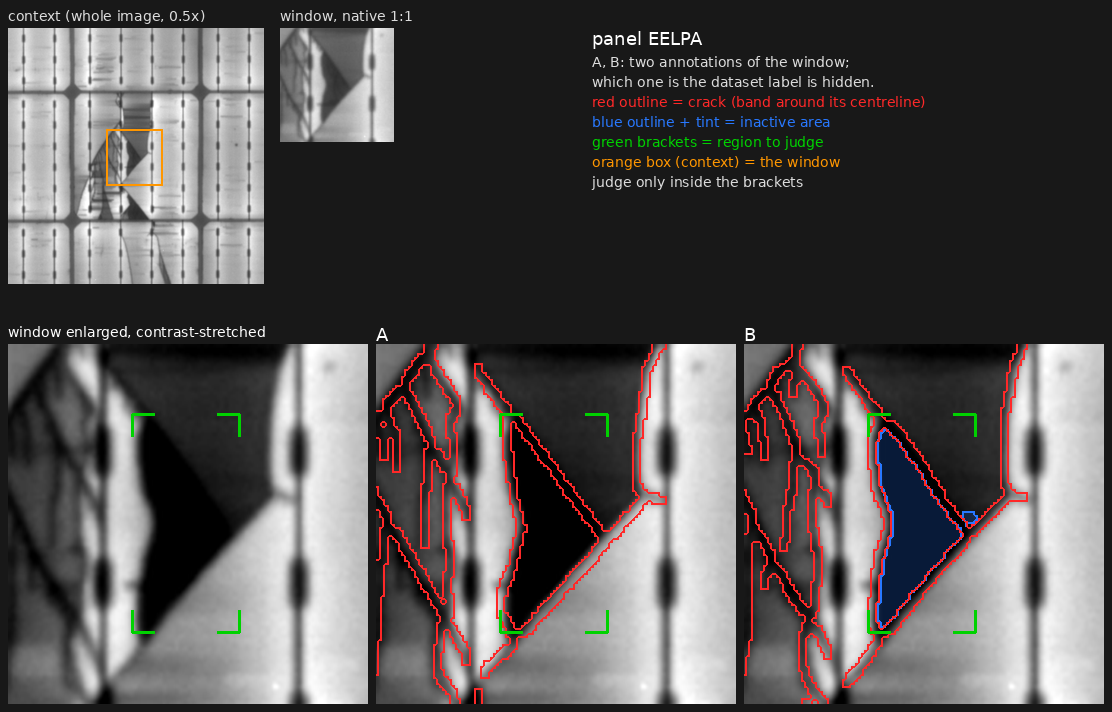 context (whole image, 0.5x)
window, native 1:1
panel EELPA
A, B: two annotations of the window;
which one is the dataset label is hidden.
red outline = crack (band around its centreline)
blue outline + tint = inactive area
green brackets = region to judge
orange box (context) = the window
judge only inside the brackets
window enlarged, contrast-stretched
A
B